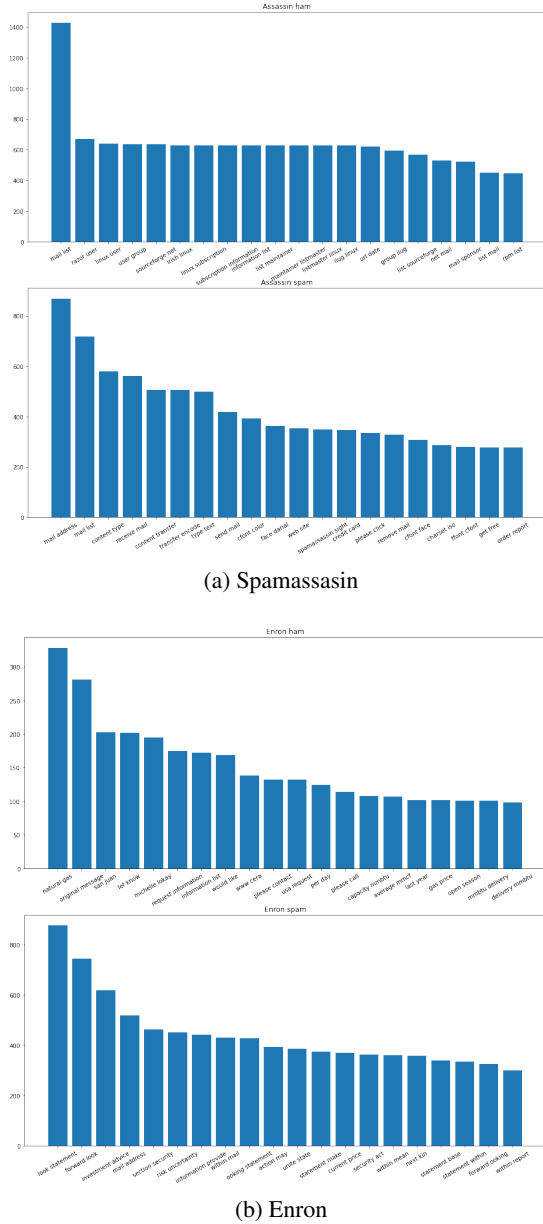 Assassin ham
1400
1200
1000
800
600
400
200
0
mail list
razor user
linux user
user group
sourceforge net
irish linux
linux subscription
subscription information
information list
list maintainer
maintainer listmaster
listmaster linux
ilug linux
url date
group ilug
list sourceforge
net mail
mail sponsor
list mail
rpm list
Assassin spam
800
600
400
200
0
mail address
mail list
content type
receive mail
content transfer
transfer encode
type text
send mail
cfont color
face darial
web site
spamacsassin sight
credit card
please click
remove mail
cfont face
charset iso
ffont cfont
get free
order report
(a) Spamassasin
Enron ham
300
250
200
150
100
50
0
natural gas
original message
san juan
let know
michelle lokay
request information
information list
would like
www cera
please contact
usa request
per day
please call
capacity mmbtu
average mmcf
last year
gas price
open season
mmbtu delivery
delivery mmbtu
Enron spam
800
600
400
200
0
look statement
forward look
investment advice
mail address
section security
risk uncertainty
information provide
within mail
ooking statement
action may
unite state
statement make
current price
security act
within mean
next kin
statement base
statement within
forward ooking
within report
(b) Enron